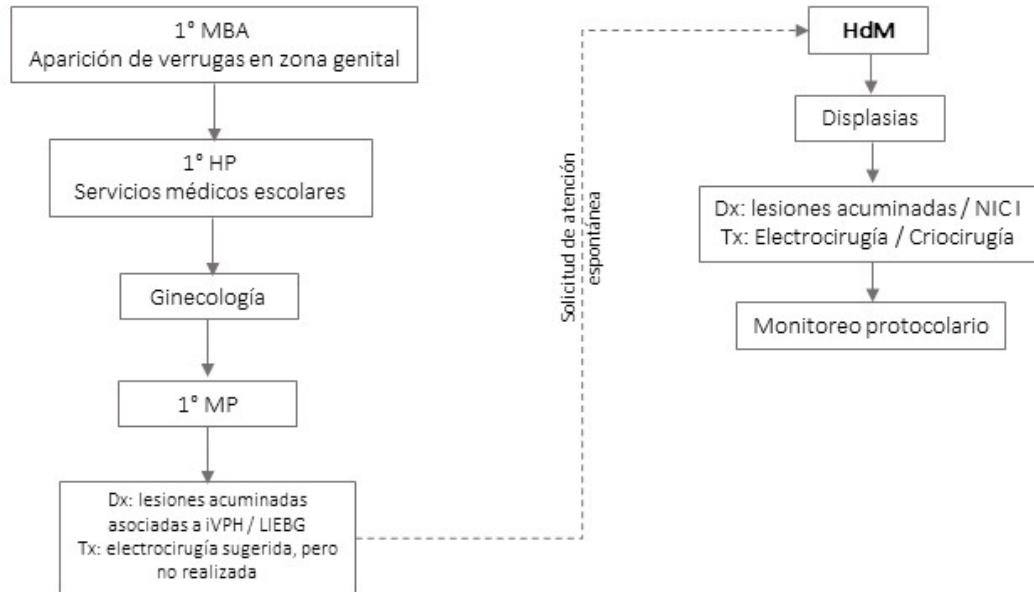 1° MBA
Aparición de verrugas en zona genital
1° HP
Servicios médicos escolares
Ginecología
1° MP
Dx: lesiones acuminadas
asociadas a iVPH / LIEBG
Tx: electrocirugía sugerida, pero
no realizada
Solicitud de atención
espontánea
HdM
Displasias
Dx: lesiones acuminadas / NIC I
Tx: Electrocirugía / Criocirugía
Monitoreo protocolario